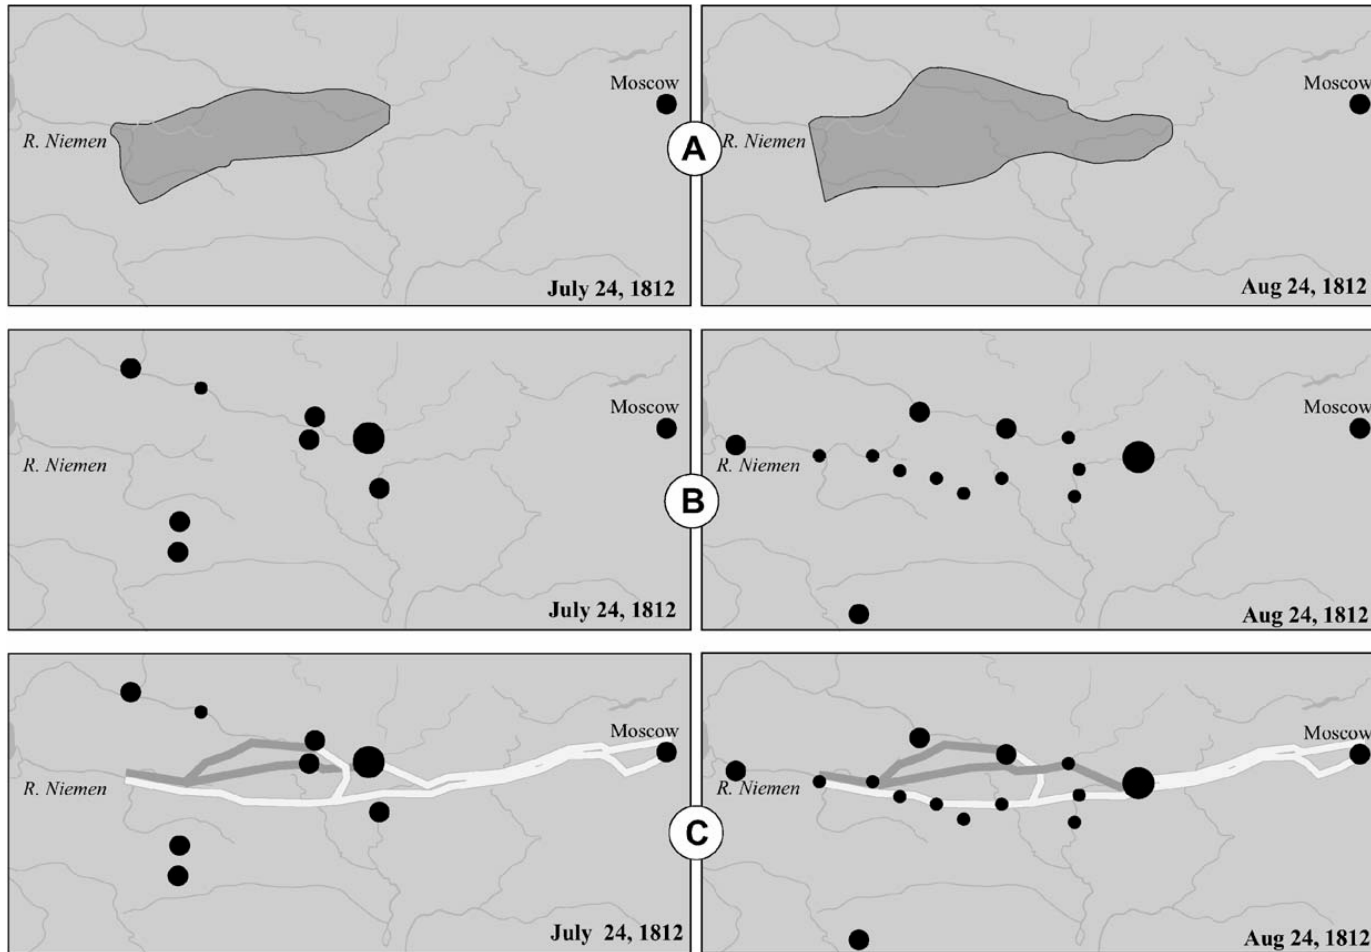 Moscow
R. Niemen
July 24, 1812
A
Moscow
R. Niemen
Aug 24, 1812
Moscow
R. Niemen
July 24, 1812
B
Moscow
R. Niemen
Aug 24, 1812
Moscow
R. Niemen
July 24, 1812
C
Moscow
R. Niemen
Aug 24, 1812